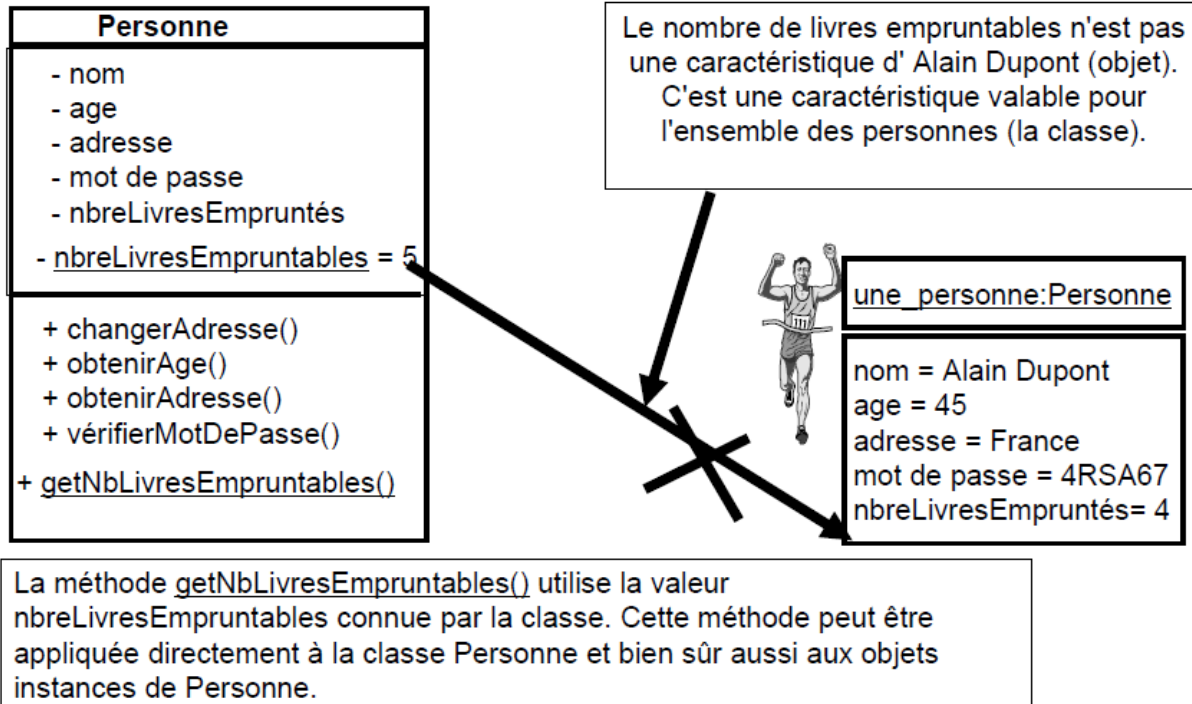 Personne
- nom
- age
- adresse
- mot de passe
- nbreLivresEmpruntés
- nbreLivresEmpruntables = 5
+ changerAdresse()
+ obtenirAge()
+ obtenirAdresse()
+ vérifierMotDePasse()
+ getNbLivresEmpruntables()
Le nombre de livres empruntables n'est pas
une caractéristique d' Alain Dupont (objet).
C'est une caractéristique valable pour
l'ensemble des personnes (la classe).
111
une_personne:Personne
nom = Alain Dupont
age = 45
adresse = France
mot de passe = 4RSA67
nbreLivresEmpruntés= 4
La méthode getNbLivresEmpruntables() utilise la valeur
nbreLivresEmpruntables connue par la classe. Cette méthode peut être
appliquée directement à la classe Personne et bien sûr aussi aux objets
instances de Personne.